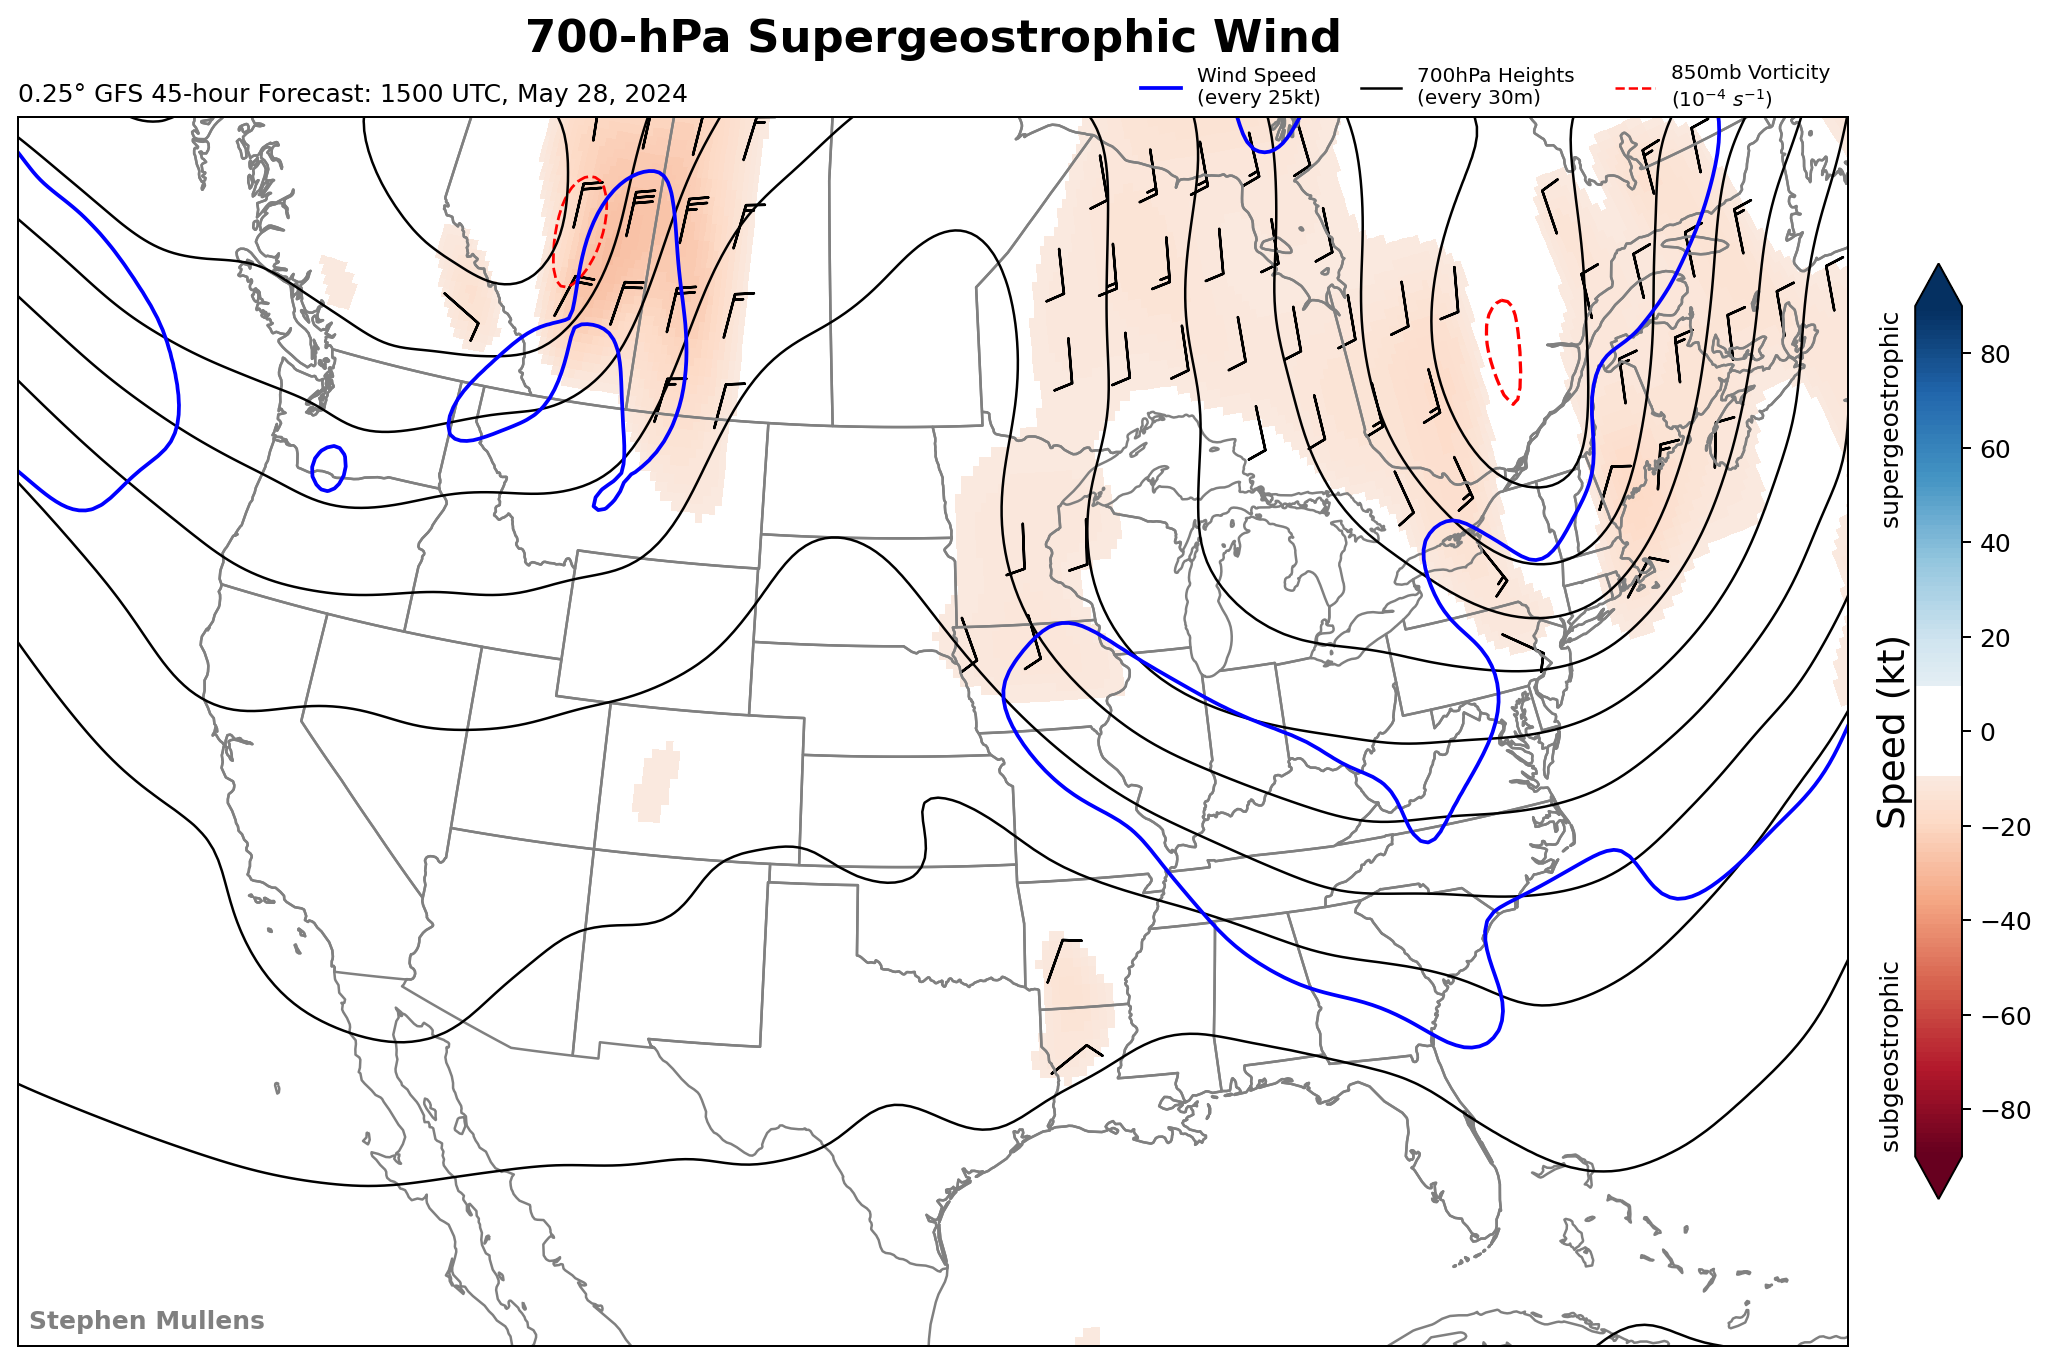 700-hPa Supergeostrophic Wind
0.25° GFS 45-hour Forecast: 1500 UTC, May 28, 2024
Wind Speed
(every 25kt)
700hPa Heights
(every 30m)
850mb Vorticity
(10⁻⁴ s⁻¹)
supergeostrophic
Speed (kt)
subgeostrophic
80
60
40
20
0
−20
−40
−60
−80
Stephen Mullens